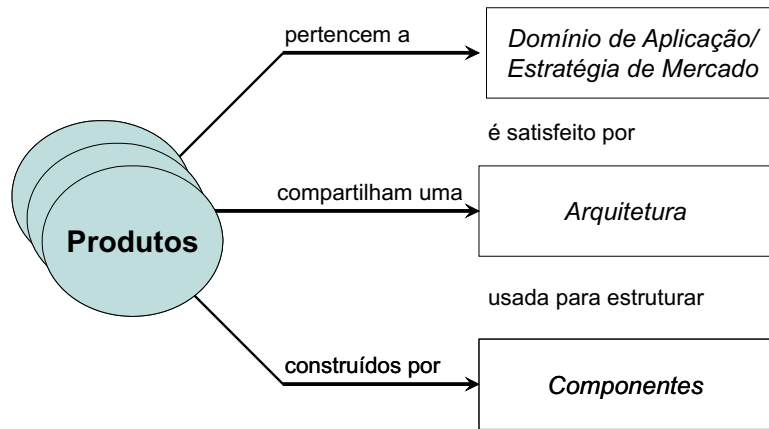 pertencem a
Domínio de Aplicação/
Estratégia de Mercado
é satisfeito por
compartilham uma
Arquitetura
Produtos
usada para estruturar
construídos por
Componentes